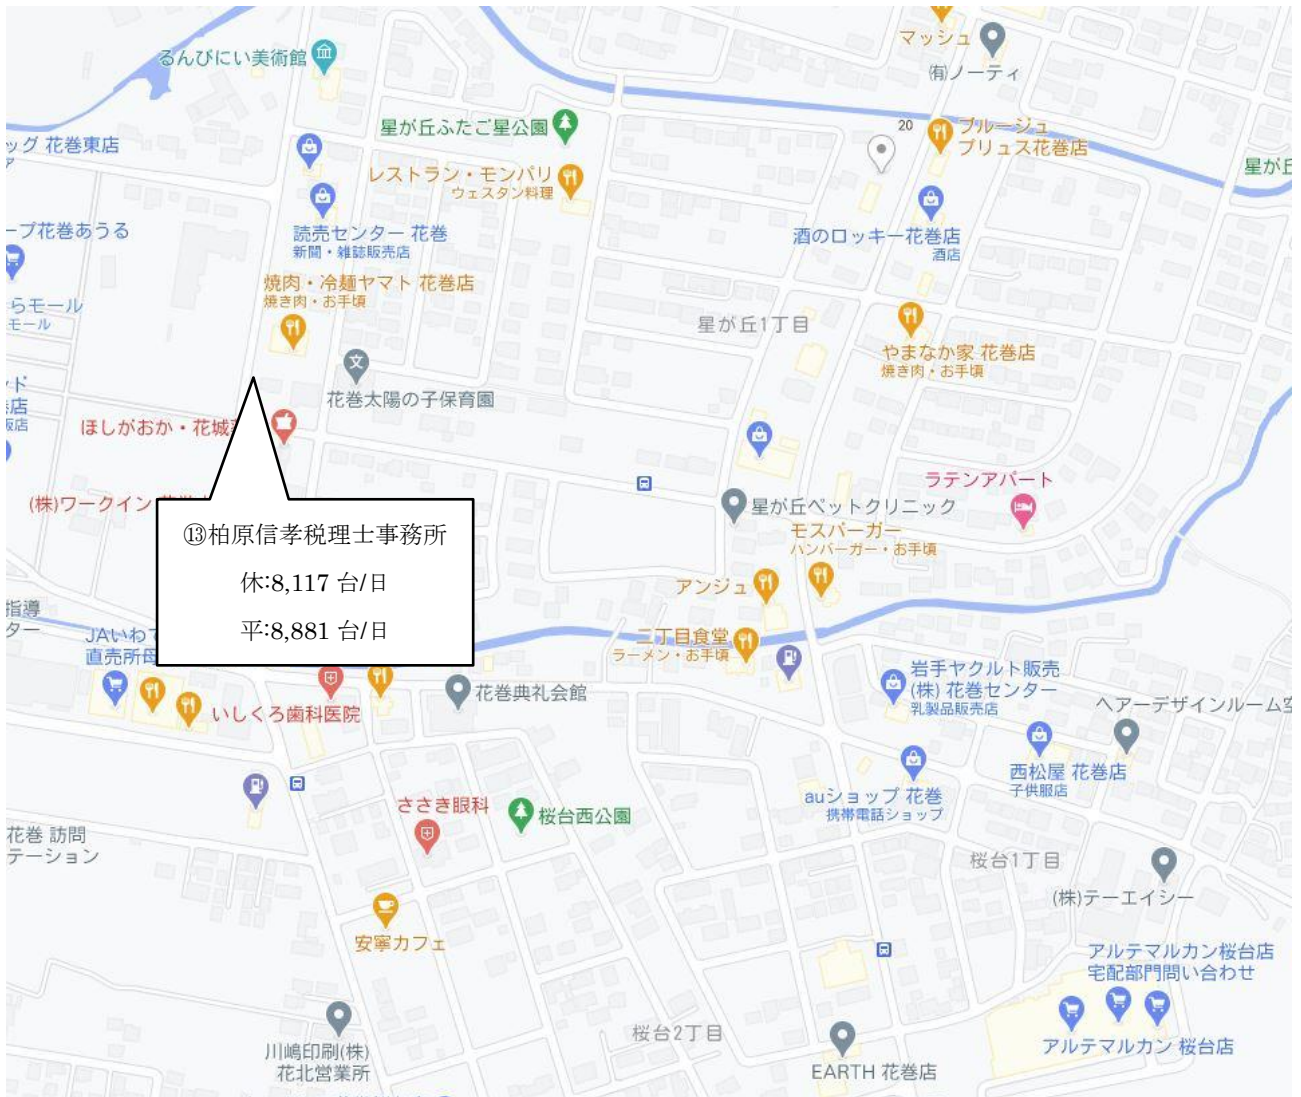 マッシュ
るんびにい美術館
㈲ノーティ
星が丘ふたご星公園
20
ブルージュ
プリュス花巻店
ッグ 花巻東店
ア
レストラン・モンパリ
ウェスタン料理
星が丘
ープ花巻あうる
読売センター 花巻
新聞・雑誌販売店
酒のロッキー花巻店
酒店
焼肉・冷麺ヤマト 花巻店
焼き肉・お手頃
らモール
モール
星が丘1丁目
やまなか家 花巻店
焼き肉・お手頃
ド
店
販店
花巻太陽の子保育園
ほしがおか・花城
ラテンアパート
(株)ワークイン
星が丘ペットクリニック
⑬柏原信孝税理士事務所
休:8,117 台/日
平:8,881 台/日
モスバーガー
ハンバーガー・お手頃
アンジュ
指導
ター
JAいわて
直売所母
二丁目食堂
ラーメン・お手頃
岩手ヤクルト販売
(株) 花巻センター
乳製品販売店
花巻典礼会館
いしくろ歯科医院
ヘアーデザインルーム空
西松屋 花巻店
子供服店
auショップ 花巻
携帯電話ショップ
ささき眼科
桜台西公園
花巻 訪問
テーション
桜台1丁目
(株)テーエイシー
安寧カフェ
アルテマルカン桜台店
宅配部門問い合わせ
桜台2丁目
アルテマルカン 桜台店
川嶋印刷(株)
花北営業所
EARTH 花巻店